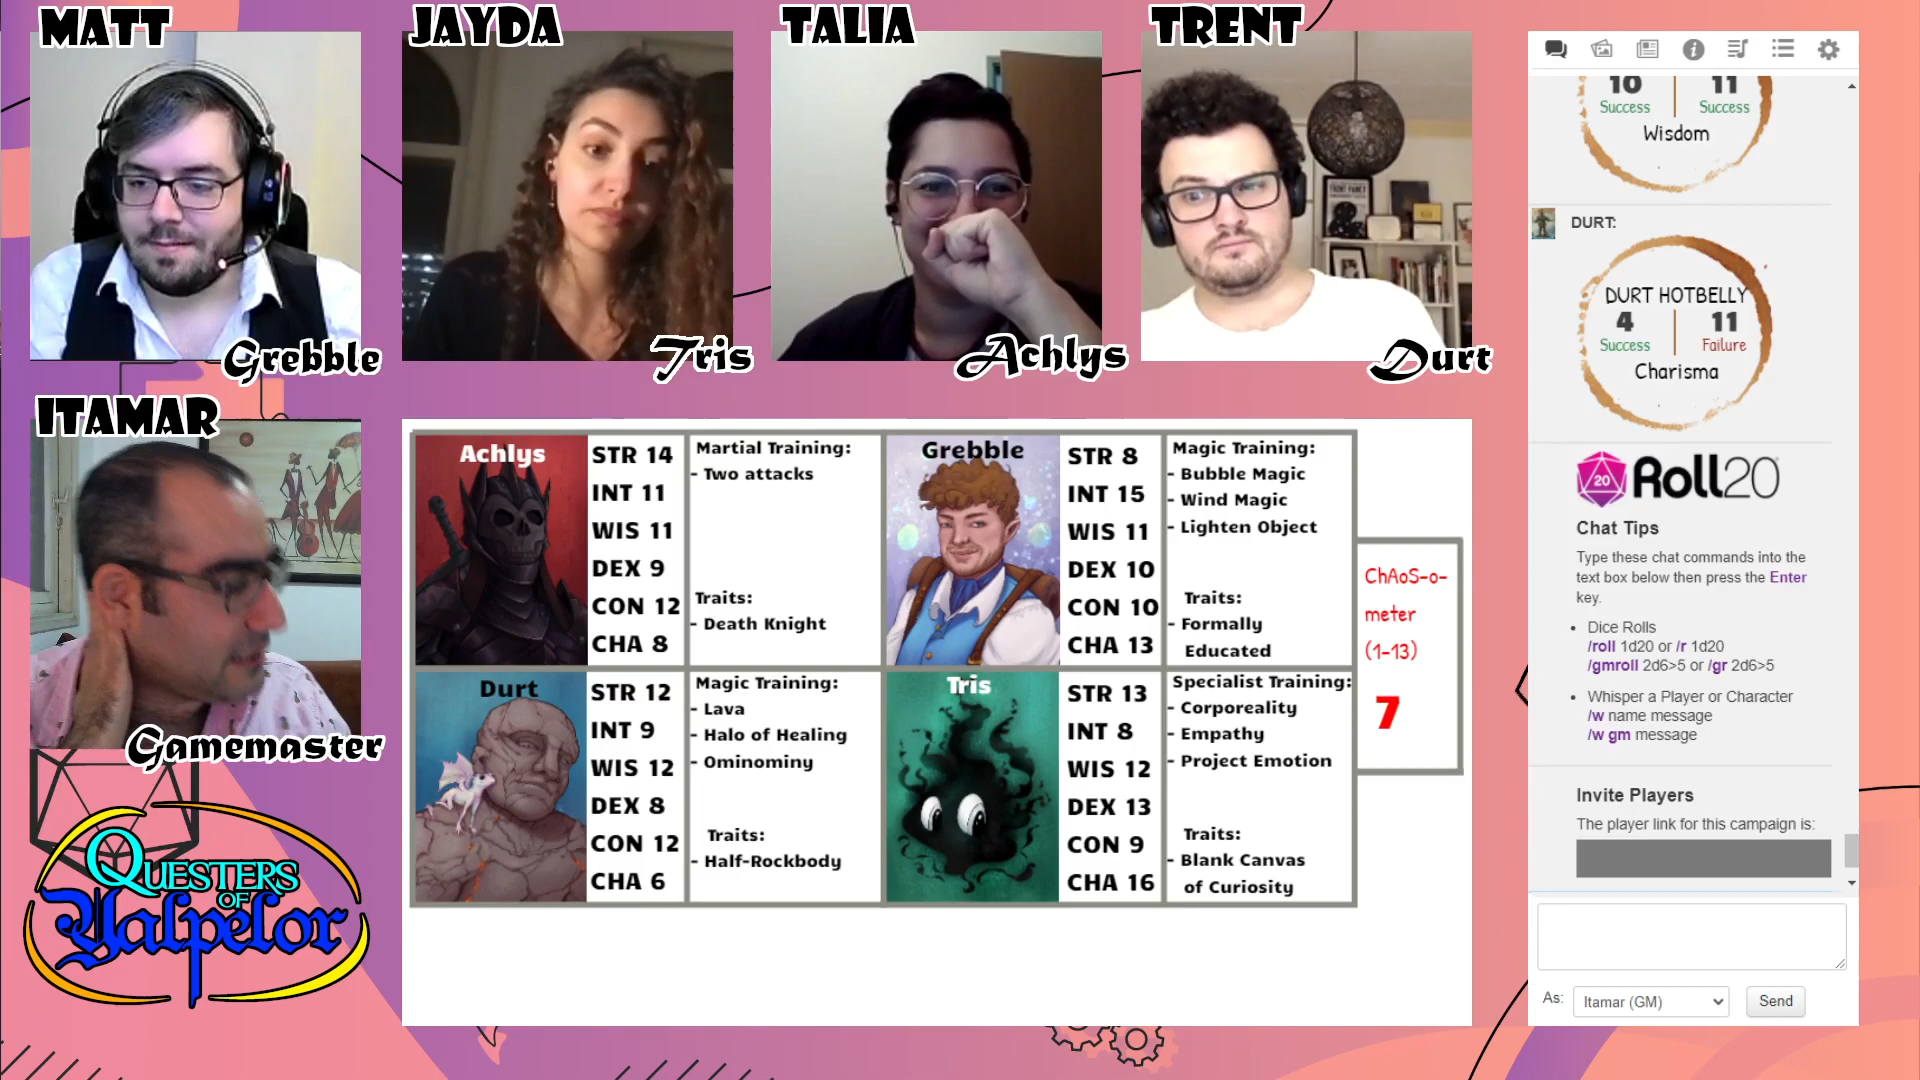 MATT
JAYDA
TALIA
TRENT
Grebble
Tris
Achlys
Durt
ITAMAR
Gamemaster
QUESTERS
OF
Yalpelor
Achlys
STR 14
INT 11
WIS 11
DEX 9
CON 12
CHA 8
Martial Training:
- Two attacks
Traits:
- Death Knight
Grebble
STR 8
INT 15
WIS 11
DEX 10
CON 10
CHA 13
Magic Training:
- Bubble Magic
- Wind Magic
- Lighten Object
Traits:
- Formally
Educated
Durt
STR 12
INT 9
WIS 12
DEX 8
CON 12
CHA 6
Magic Training:
- Lava
- Halo of Healing
- Ominominy
Traits:
- Half-Rockbody
Tris
STR 13
INT 8
WIS 12
DEX 13
CON 9
CHA 16
Specialist Training:
- Corporeality
- Empathy
- Project Emotion
Traits:
- Blank Canvas
of Curiosity
ChAoS-o-
meter
(1-13)
7
10 11
Success Success
Wisdom
DURT:
DURT HOTBELLY
4 11
Success Failure
Charisma
20 Roll20
Chat Tips
Type these chat commands into the
text box below then press the Enter
key.
• Dice Rolls
/roll 1d20 or /r 1d20
/gmroll 2d6>5 or /gr 2d6>5
• Whisper a Player or Character
/w name message
/w gm message
Invite Players
The player link for this campaign is:
As: Itamar (GM) Send